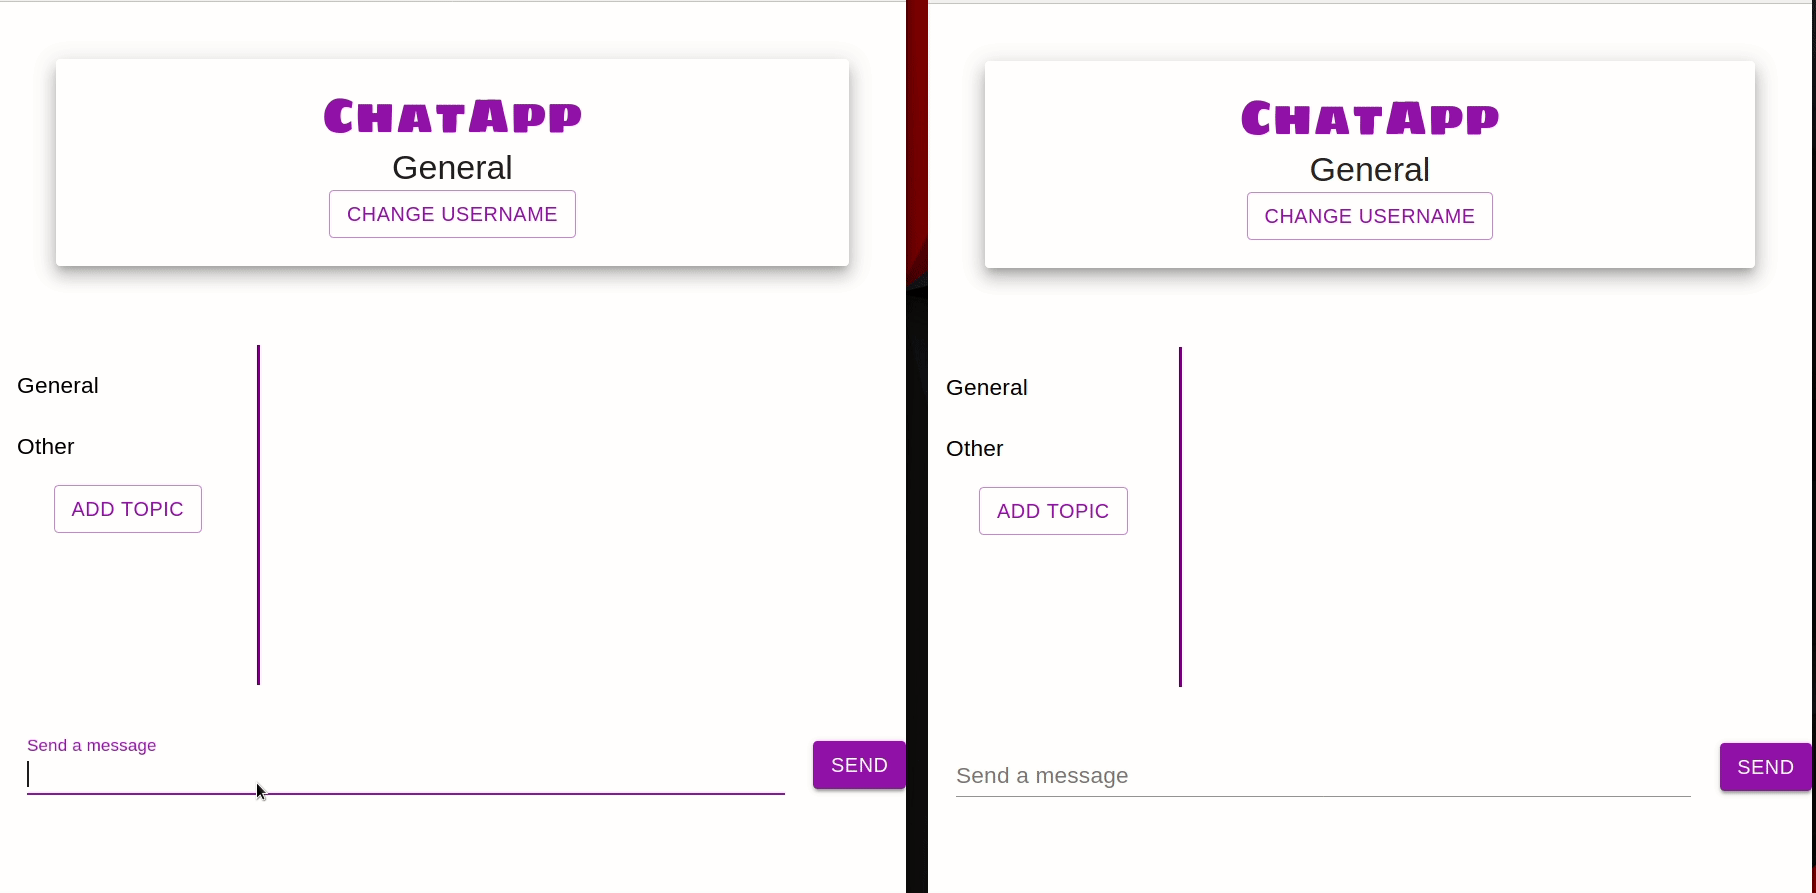 ChatApp
General
CHANGE USERNAME
General
Other
ADD TOPIC
Send a message
SEND
ChatApp
General
CHANGE USERNAME
General
Other
ADD TOPIC
Send a message
SEND